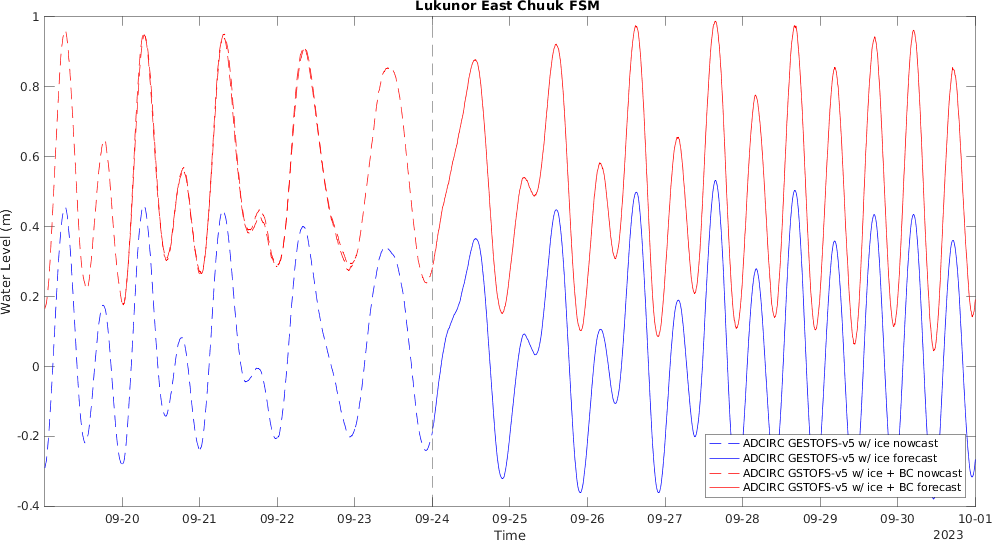 Lukunor East Chuuk FSM
Water Level (m)
1
0.8
0.6
0.4
0.2
0
-0.2
-0.4
ADCIRC GESTOFS-v5 w/ ice nowcast
ADCIRC GESTOFS-v5 w/ ice forecast
ADCIRC GSTOFS-v5 w/ ice + BC nowcast
ADCIRC GSTOFS-v5 w/ ice + BC forecast
09-20 09-21 09-22 09-23 09-24 09-25 09-26 09-27 09-28 09-29 09-30 10-01
Time
2023